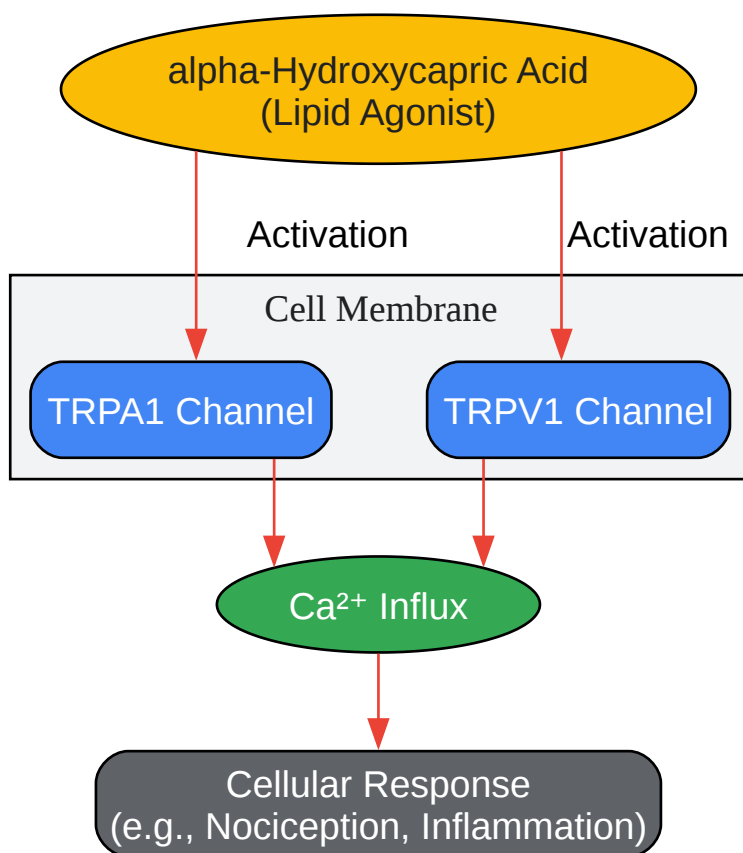 alpha-Hydroxycapric Acid
(Lipid Agonist)
Activation
Activation
Cell Membrane
TRPA1 Channel
TRPV1 Channel
Ca²⁺ Influx
Cellular Response
(e.g., Nociception, Inflammation)